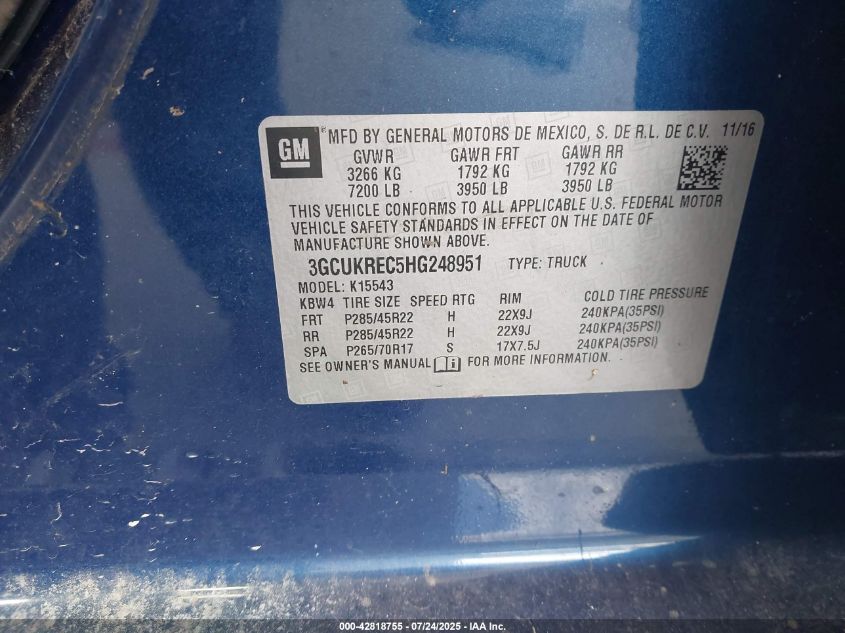 GM
MFD BY GENERAL MOTORS DE MEXICO, S. DE R.L. DE C.V. 11/16
GVWR GAWR FRT GAWR RR
3266 KG 1792 KG 1792 KG
7200 LB 3950 LB 3950 LB
THIS VEHICLE CONFORMS TO ALL APPLICABLE U.S. FEDERAL MOTOR
VEHICLE SAFETY STANDARDS IN EFFECT ON THE DATE OF
MANUFACTURE SHOWN ABOVE.
3GCUKREC5HG248951 TYPE: TRUCK
MODEL: K15543
KBW4 TIRE SIZE SPEED RTG RIM COLD TIRE PRESSURE
FRT P285/45R22 H 22X9J 240KPA(35PSI)
RR P285/45R22 H 22X9J 240KPA(35PSI)
SPA P265/70R17 S 17X7.5J 240KPA(35PSI)
SEE OWNER'S MANUAL FOR MORE INFORMATION.
000-42818755 - 07/24/2025 - IAA Inc.